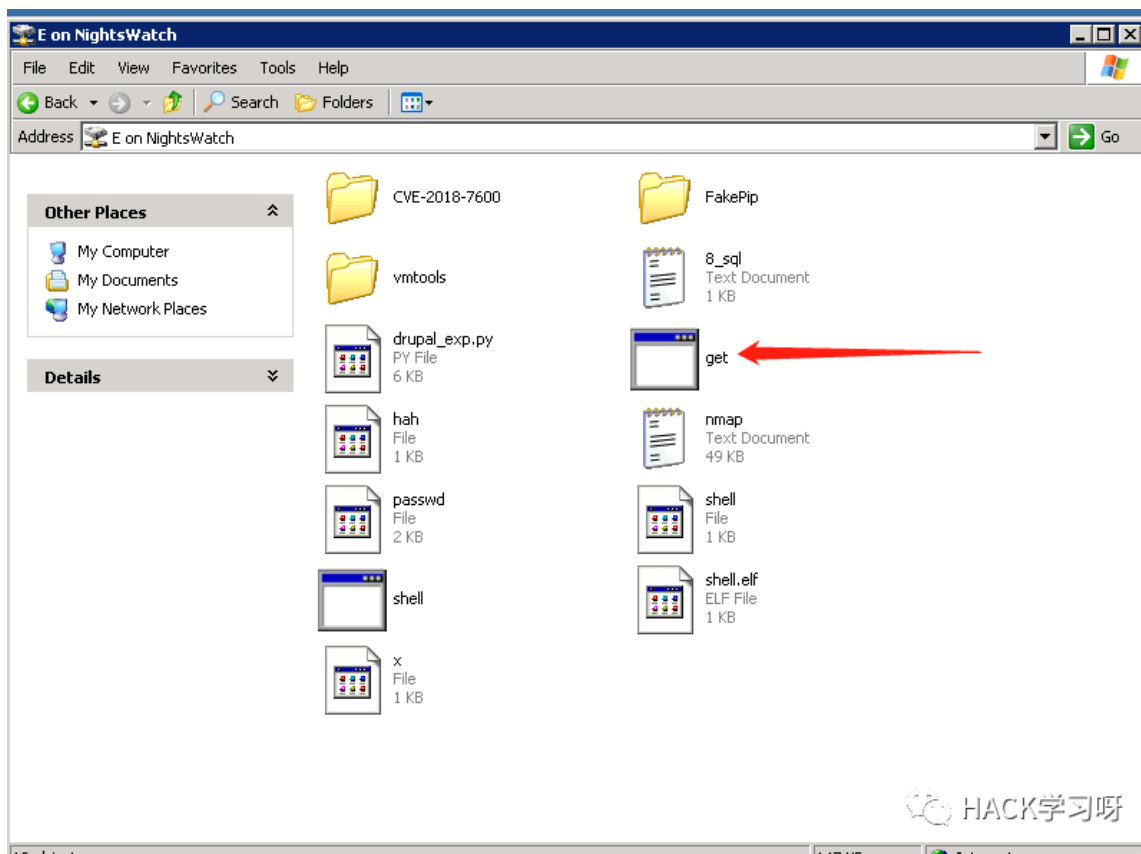 E on NightsWatch
File Edit View Favorites Tools Help
Back Search Folders
Address E on NightsWatch Go
Other Places
My Computer
My Documents
My Network Places
Details
CVE-2018-7600
FakePip
vmtools
8_sql
Text Document
1 KB
drupal_exp.py
PY File
6 KB
get
hah
File
1 KB
nmap
Text Document
49 KB
passwd
File
2 KB
shell
File
1 KB
shell
shell.elf
ELF File
1 KB
x
File
1 KB
HACK学习呀